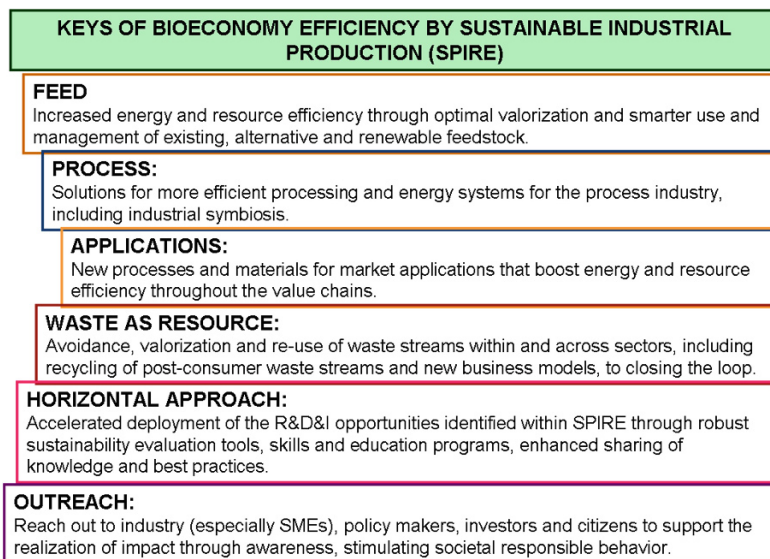 KEYS OF BIOECONOMY EFFICIENCY BY SUSTAINABLE INDUSTRIAL
PRODUCTION (SPIRE)
FEED
Increased energy and resource efficiency through optimal valorization and smarter use and
management of existing, alternative and renewable feedstock.
PROCESS:
Solutions for more efficient processing and energy systems for the process industry,
including industrial symbiosis.
APPLICATIONS:
New processes and materials for market applications that boost energy and resource
efficiency throughout the value chains.
WASTE AS RESOURCE:
Avoidance, valorization and re-use of waste streams within and across sectors, including
recycling of post-consumer waste streams and new business models, to closing the loop.
HORIZONTAL APPROACH:
Accelerated deployment of the R&D&I opportunities identified within SPIRE through robust
sustainability evaluation tools, skills and education programs, enhanced sharing of
knowledge and best practices.
OUTREACH:
Reach out to industry (especially SMEs), policy makers, investors and citizens to support the
realization of impact through awareness, stimulating societal responsible behavior.